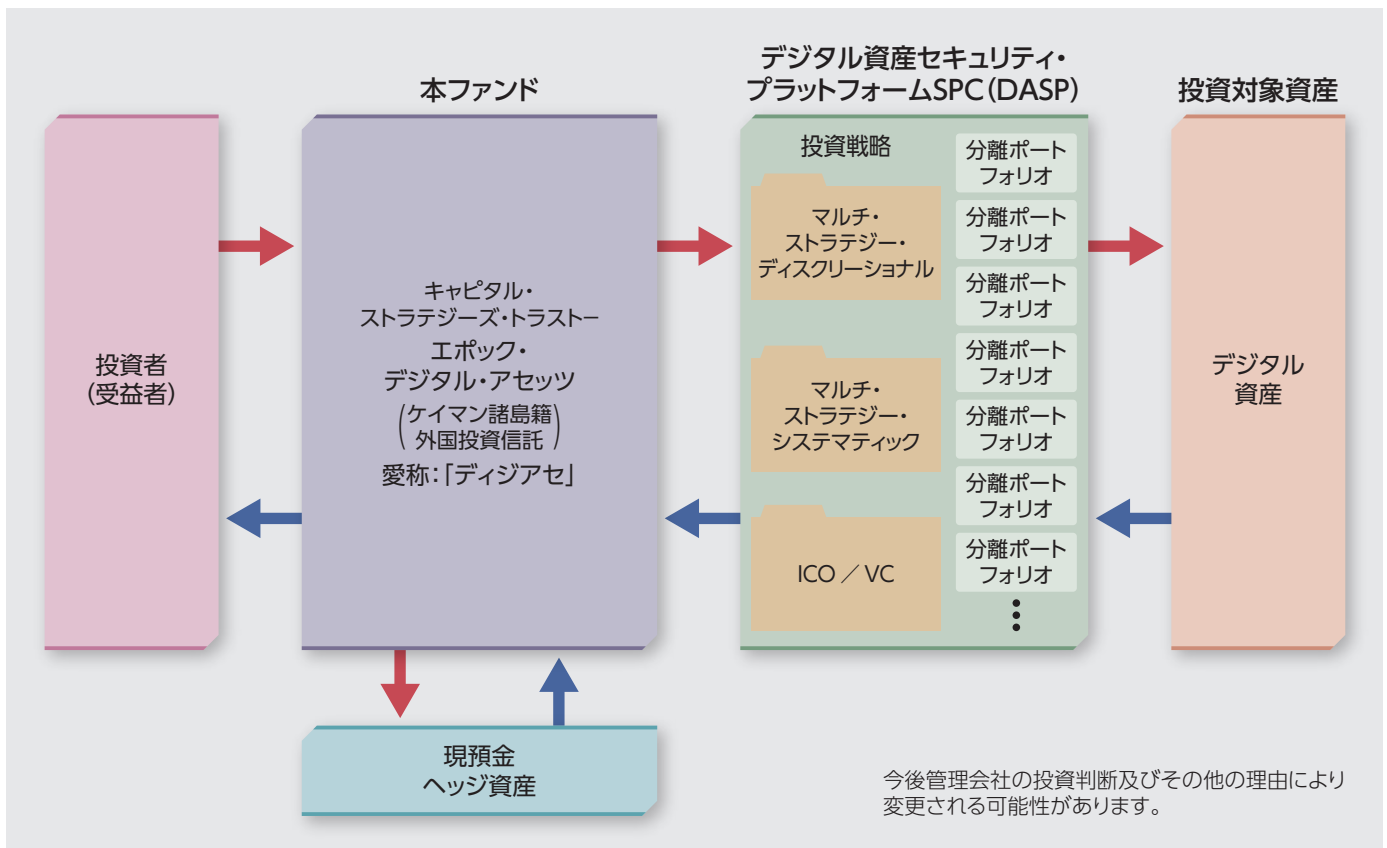 本ファンド
デジタル資産セキュリティ・
プラットフォームSPC(DASP)
投資対象資産
投資者
(受益者)
キャピタル・
ストラテジーズ・トラストー
エポック・
デジタル・アセッツ
(ケイマン諸島籍
外国投資信託)
愛称:「ディジアセ」
投資戦略
マルチ・
ストラテジー・
ディスクリーショナル
マルチ・
ストラテジー・
システマティック
ICO / VC
分離ポート
フォリオ
分離ポート
フォリオ
分離ポート
フォリオ
分離ポート
フォリオ
分離ポート
フォリオ
分離ポート
フォリオ
分離ポート
フォリオ
デジタル
資産
現預金
ヘッジ資産
今後管理会社の投資判断及びその他の理由により
変更される可能性があります。